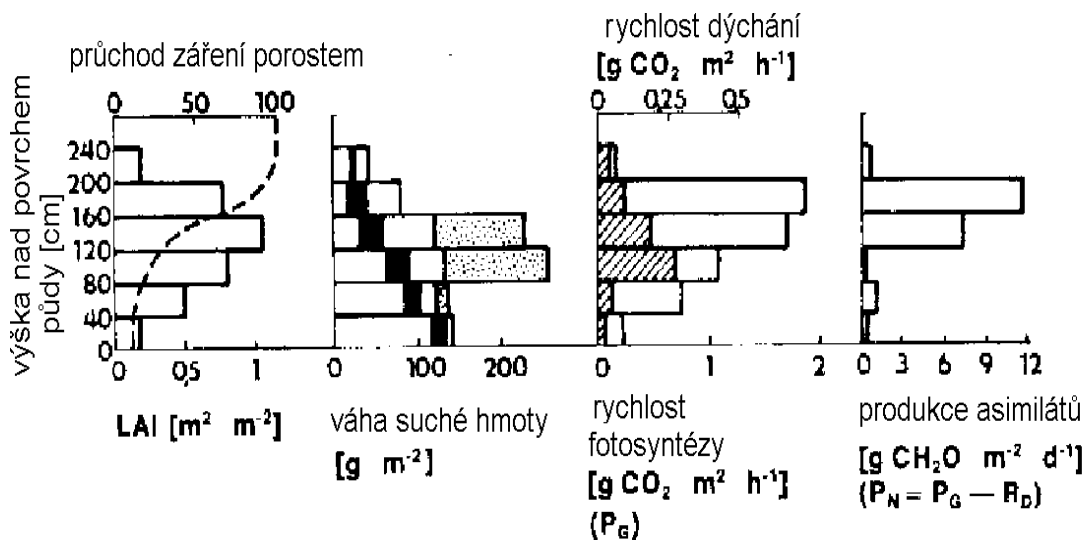 průchod záření porostem
0 50 100
výška nad povrchem
půdy [cm]
240
200
160
120
80
40
0
0 0,5 1
LAI [m² m⁻²]
0 100 200
váha suché hmoty
[g m⁻²]
rychlost dýchání
[g CO₂ m² h⁻¹]
0 0,25 0,5
0 1 2
rychlost
fotosyntézy
[g CO₂ m² h⁻¹]
(P_G)
0 3 6 9 12
produkce asimilátů
[g CH₂O m⁻² d⁻¹]
(P_N = P_G — R_D)